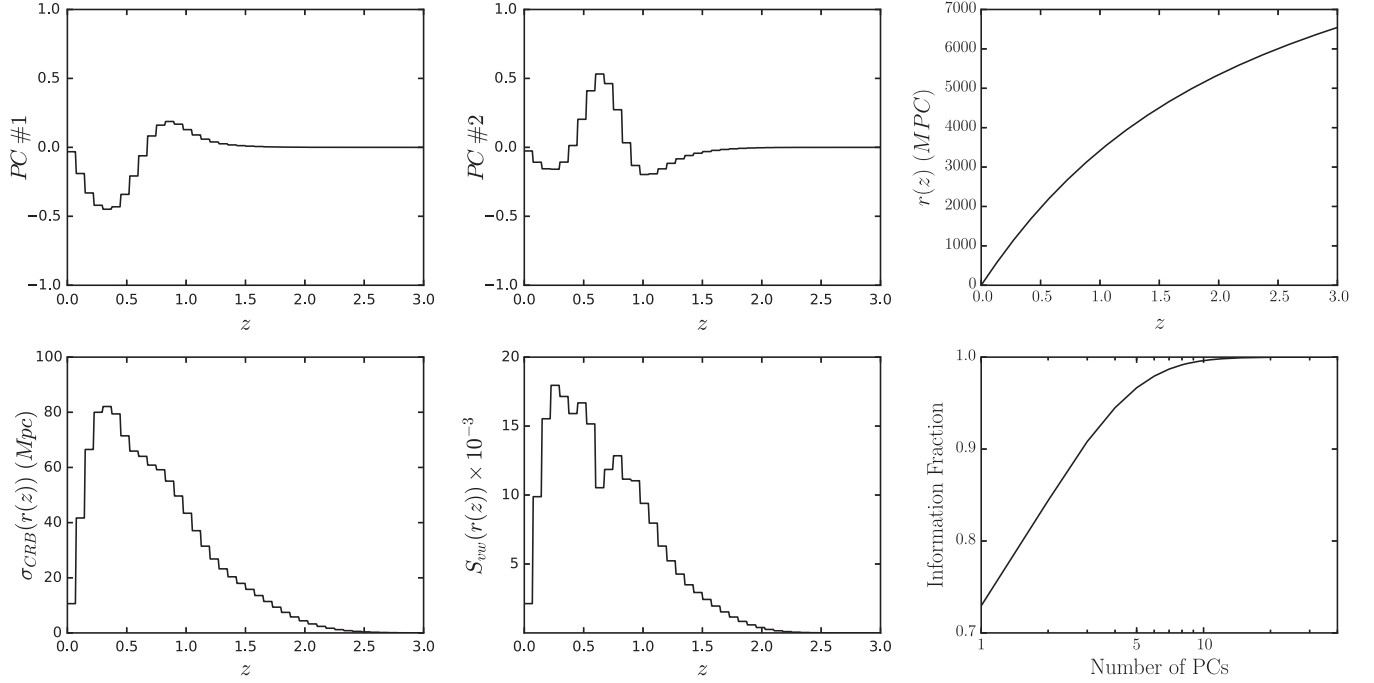 1.0
0.5
0.0
−0.5
−1.0
PC #1
0.0 0.5 1.0 1.5 2.0 2.5 3.0
z
1.0
0.5
0.0
−0.5
−1.0
PC #2
0.0 0.5 1.0 1.5 2.0 2.5 3.0
z
7000
6000
5000
4000
3000
2000
1000
0
r(z) (MPC)
0.0 0.5 1.0 1.5 2.0 2.5 3.0
z
100
80
60
40
20
0
σCRB(r(z)) (Mpc)
0.0 0.5 1.0 1.5 2.0 2.5 3.0
z
20
15
10
5
S_vw(r(z)) × 10^−3
0.0 0.5 1.0 1.5 2.0 2.5 3.0
z
1.0
0.9
0.8
0.7
Information Fraction
1 5 10
Number of PCs